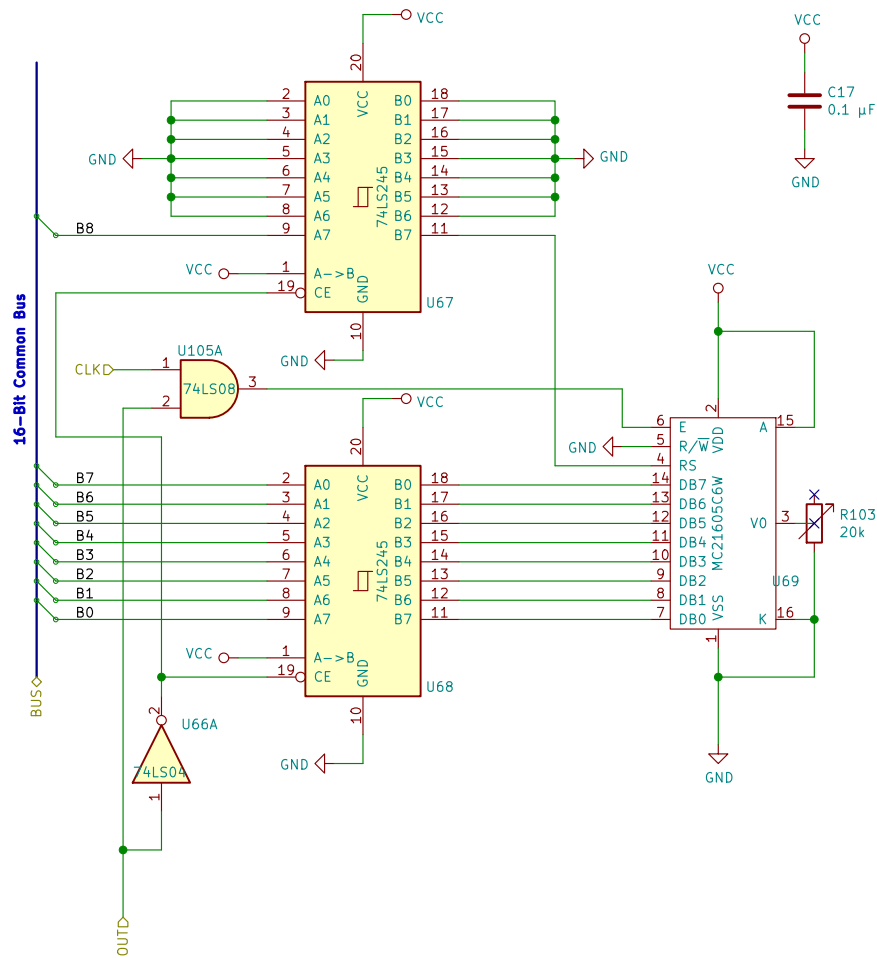 VCC
20
VCC
2 A0 B0 18
3 A1 B1 17
4 A2 B2 16
GND 5 A3 B3 15 GND
6 A4 B4 14
7 A5 B5 13
8 A6 B6 12
B8 9 A7 B7 11
74LS245
VCC 1 A->B
19 CE
GND
U67
10
GND
VCC
C17
0.1 µF
GND
16-Bit Common Bus
BUS
U105A
CLK 1
74LS08
2
3
VCC
20
VCC
B7 2 A0 B0 18
B6 3 A1 B1 17
B5 4 A2 B2 16
B4 5 A3 B3 15
B3 6 A4 B4 14
B2 7 A5 B5 13
B1 8 A6 B6 12
B0 9 A7 B7 11
74LS245
VCC 1 A->B
19 CE
GND
U68
10
GND
2
U66A
74LS04
1
OUT
VCC
2
VDD
6 E A 15
GND 5 R/W
4 RS
14 DB7
13 DB6
12 DB5 V0 3
11 DB4
10 DB3
9 DB2
8 DB1
7 DB0 K 16
MC21605C6W
U69
VSS
1
GND
R103
20k